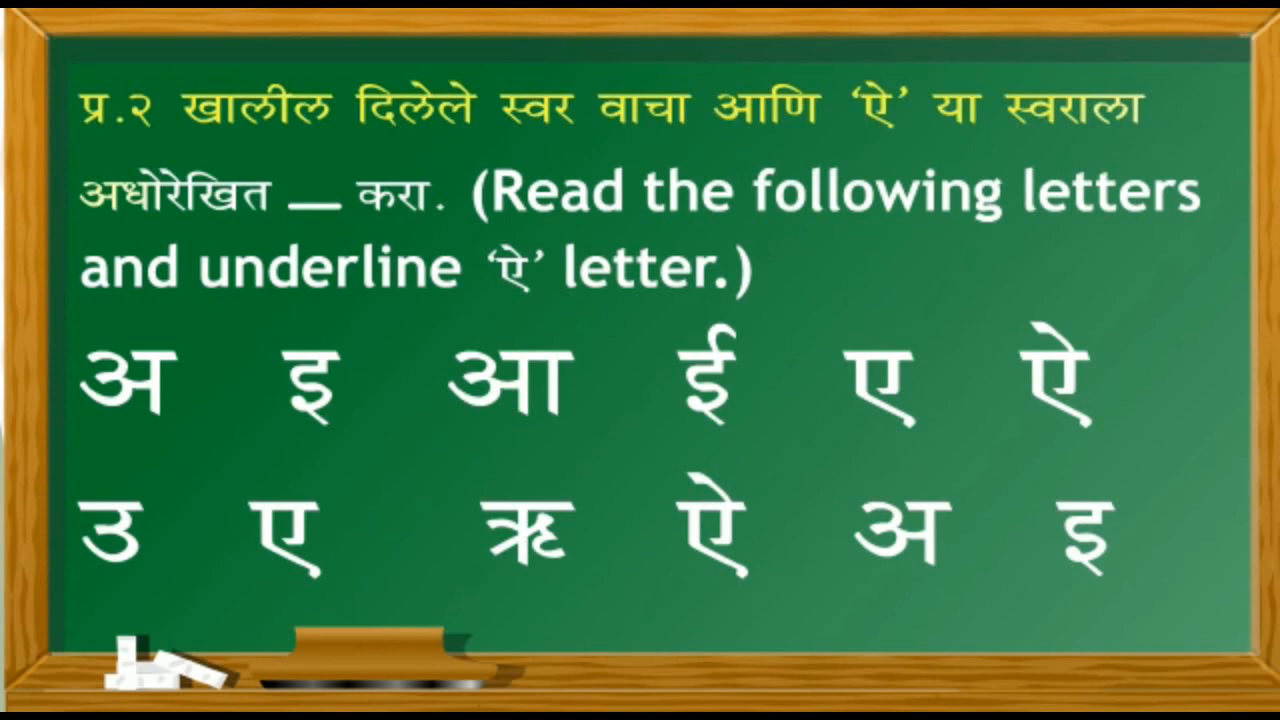 प्र.२ खालील दिलेले स्वर वाचा आणि ‘ऐ’ या स्वराला
अधोरेखित __ करा. (Read the following letters
and underline ‘ऐ’ letter.)
अ इ आ ई ए ऐ
उ ए ऋ ऐ अ इ